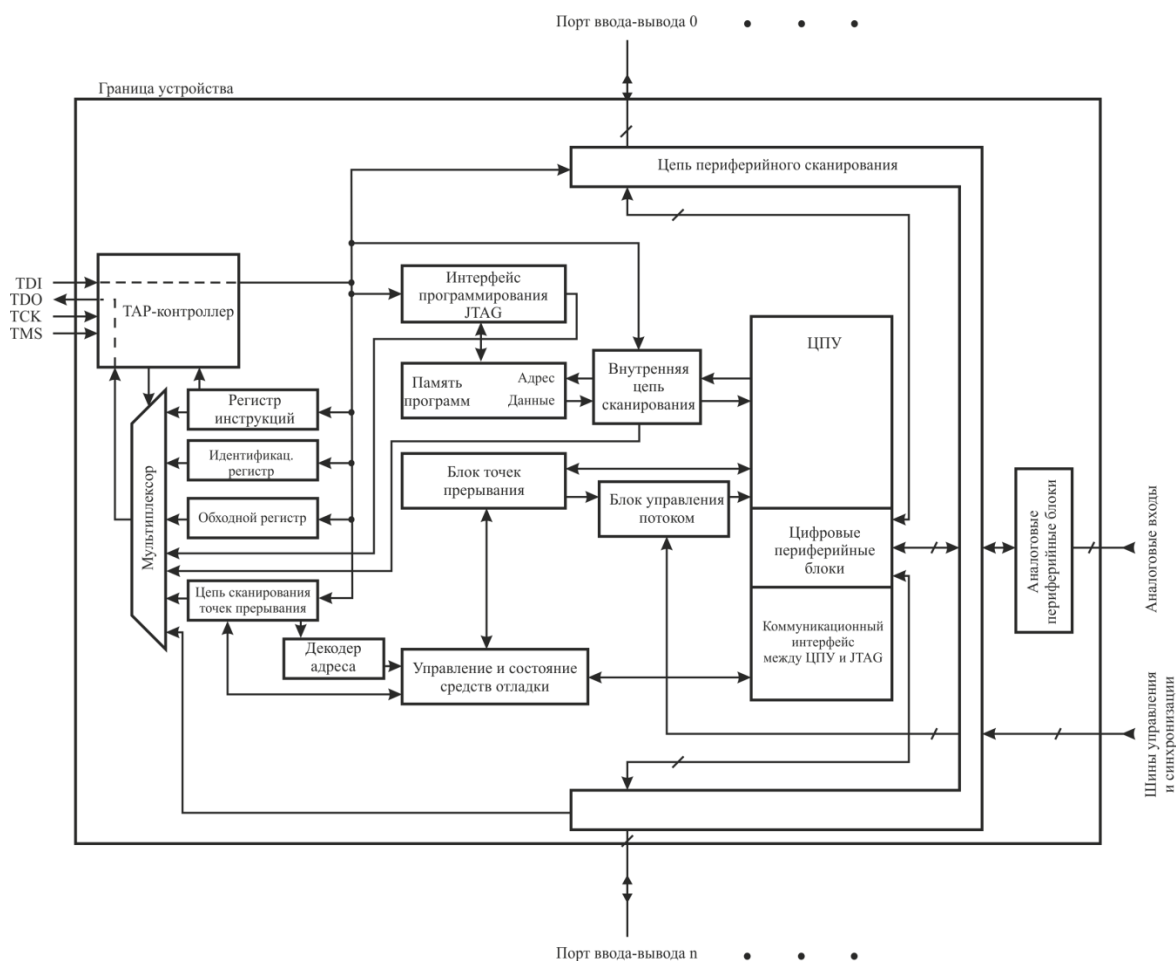 Порт ввода-вывода 0
Граница устройства
Цепь периферийного сканирования
TDI
TDO
TCK
TMS
TAP-контроллер
Интерфейс
программирования
JTAG
ЦПУ
Память
программ
Адрес
Данные
Внутренняя
цепь
сканирования
Регистр
инструкций
Идентификац.
регистр
Обходной регистр
Мультиплексор
Блок точек
прерывания
Блок управления
потоком
Цифровые
периферийные
блоки
Аналоговые
периферийные блоки
Аналоговые входы
Цепь сканирования
точек прерывания
Декодер
адреса
Управление и состояние
средств отладки
Коммуникационный
интерфейс
между ЦПУ и JTAG
Шины управления
и синхронизации
Порт ввода-вывода n